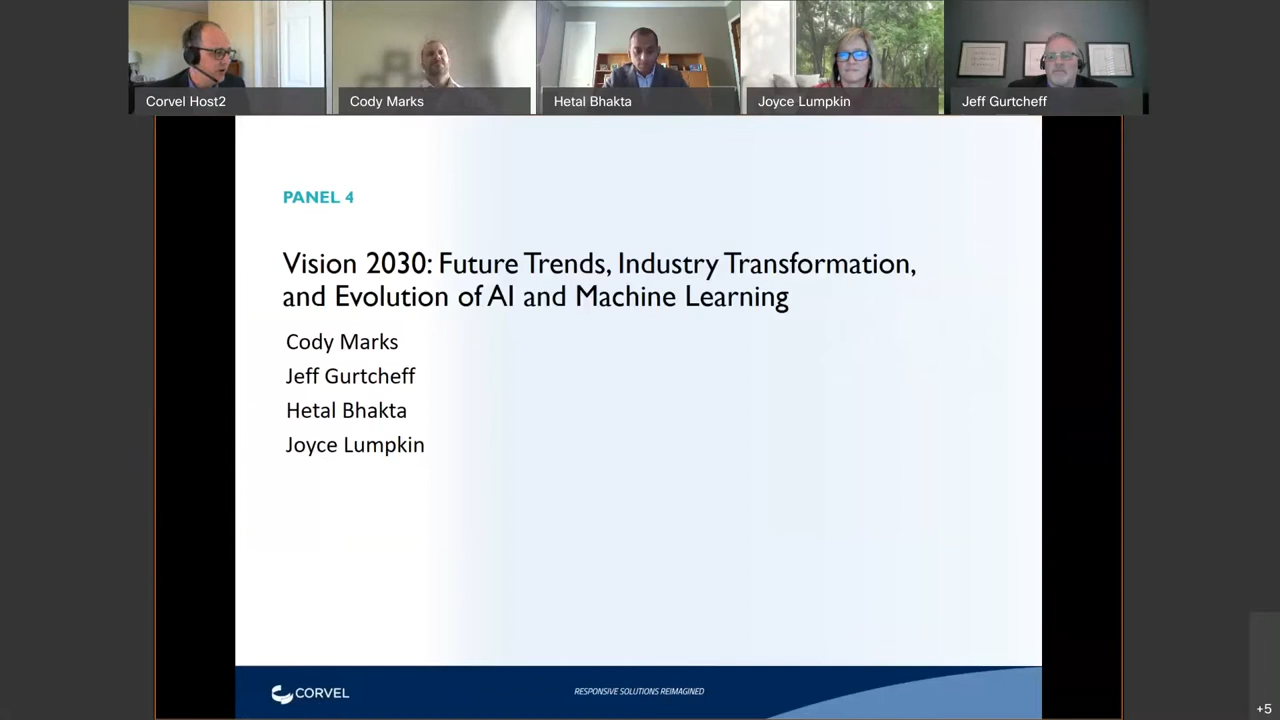 Corvel Host2
Cody Marks
Hetal Bhakta
Joyce Lumpkin
Jeff Gurtcheff
PANEL 4
Vision 2030: Future Trends, Industry Transformation,
and Evolution of AI and Machine Learning
Cody Marks
Jeff Gurtcheff
Hetal Bhakta
Joyce Lumpkin
CORVEL
RESPONSIVE SOLUTIONS REIMAGINED
+5